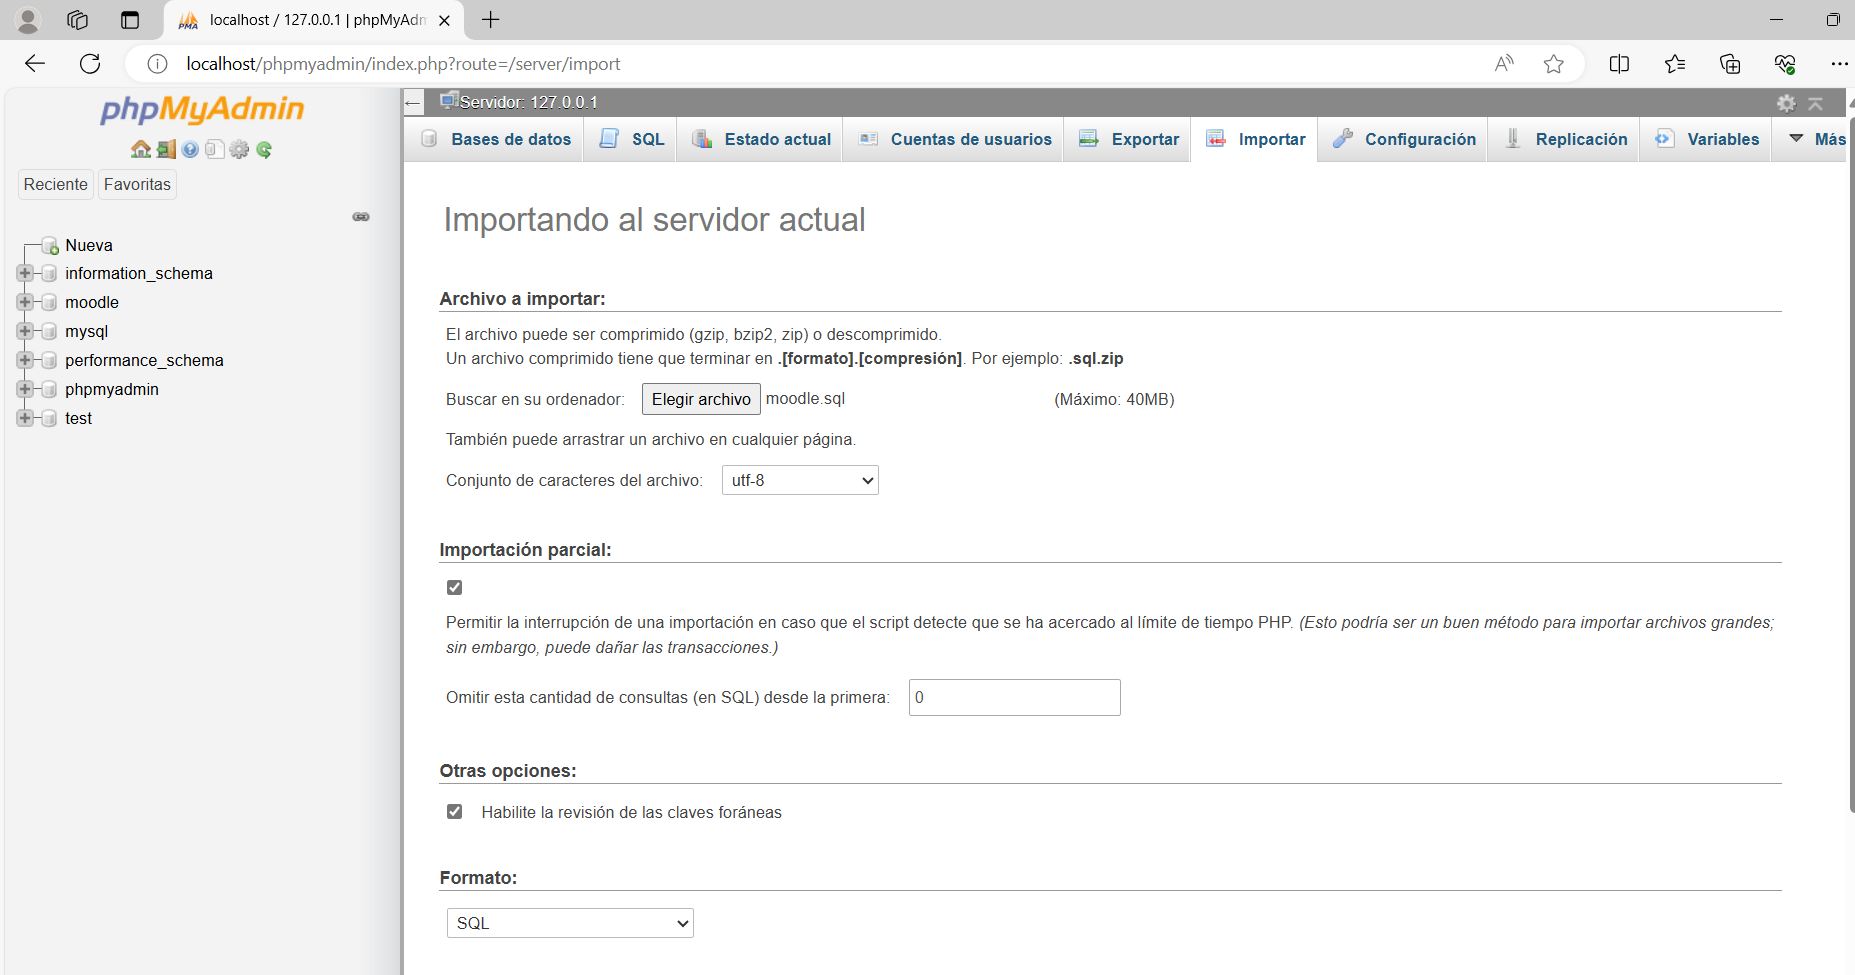 localhost / 127.0.0.1 | phpMyAdm
localhost/phpmyadmin/index.php?route=/server/import
phpMyAdmin
Reciente Favoritas
Nueva
information_schema
moodle
mysql
performance_schema
phpmyadmin
test
Servidor: 127.0.0.1
Bases de datos SQL Estado actual Cuentas de usuarios Exportar Importar Configuración Replicación Variables Más
Importando al servidor actual
Archivo a importar:
El archivo puede ser comprimido (gzip, bzip2, zip) o descomprimido.
Un archivo comprimido tiene que terminar en .[formato].[compresión]. Por ejemplo: .sql.zip
Buscar en su ordenador: Elegir archivo moodle.sql (Máximo: 40MB)
También puede arrastrar un archivo en cualquier página.
Conjunto de caracteres del archivo: utf-8
Importación parcial:
Permitir la interrupción de una importación en caso que el script detecte que se ha acercado al límite de tiempo PHP. (Esto podría ser un buen método para importar archivos grandes;
sin embargo, puede dañar las transacciones.)
Omitir esta cantidad de consultas (en SQL) desde la primera: 0
Otras opciones:
Habilite la revisión de las claves foráneas
Formato:
SQL